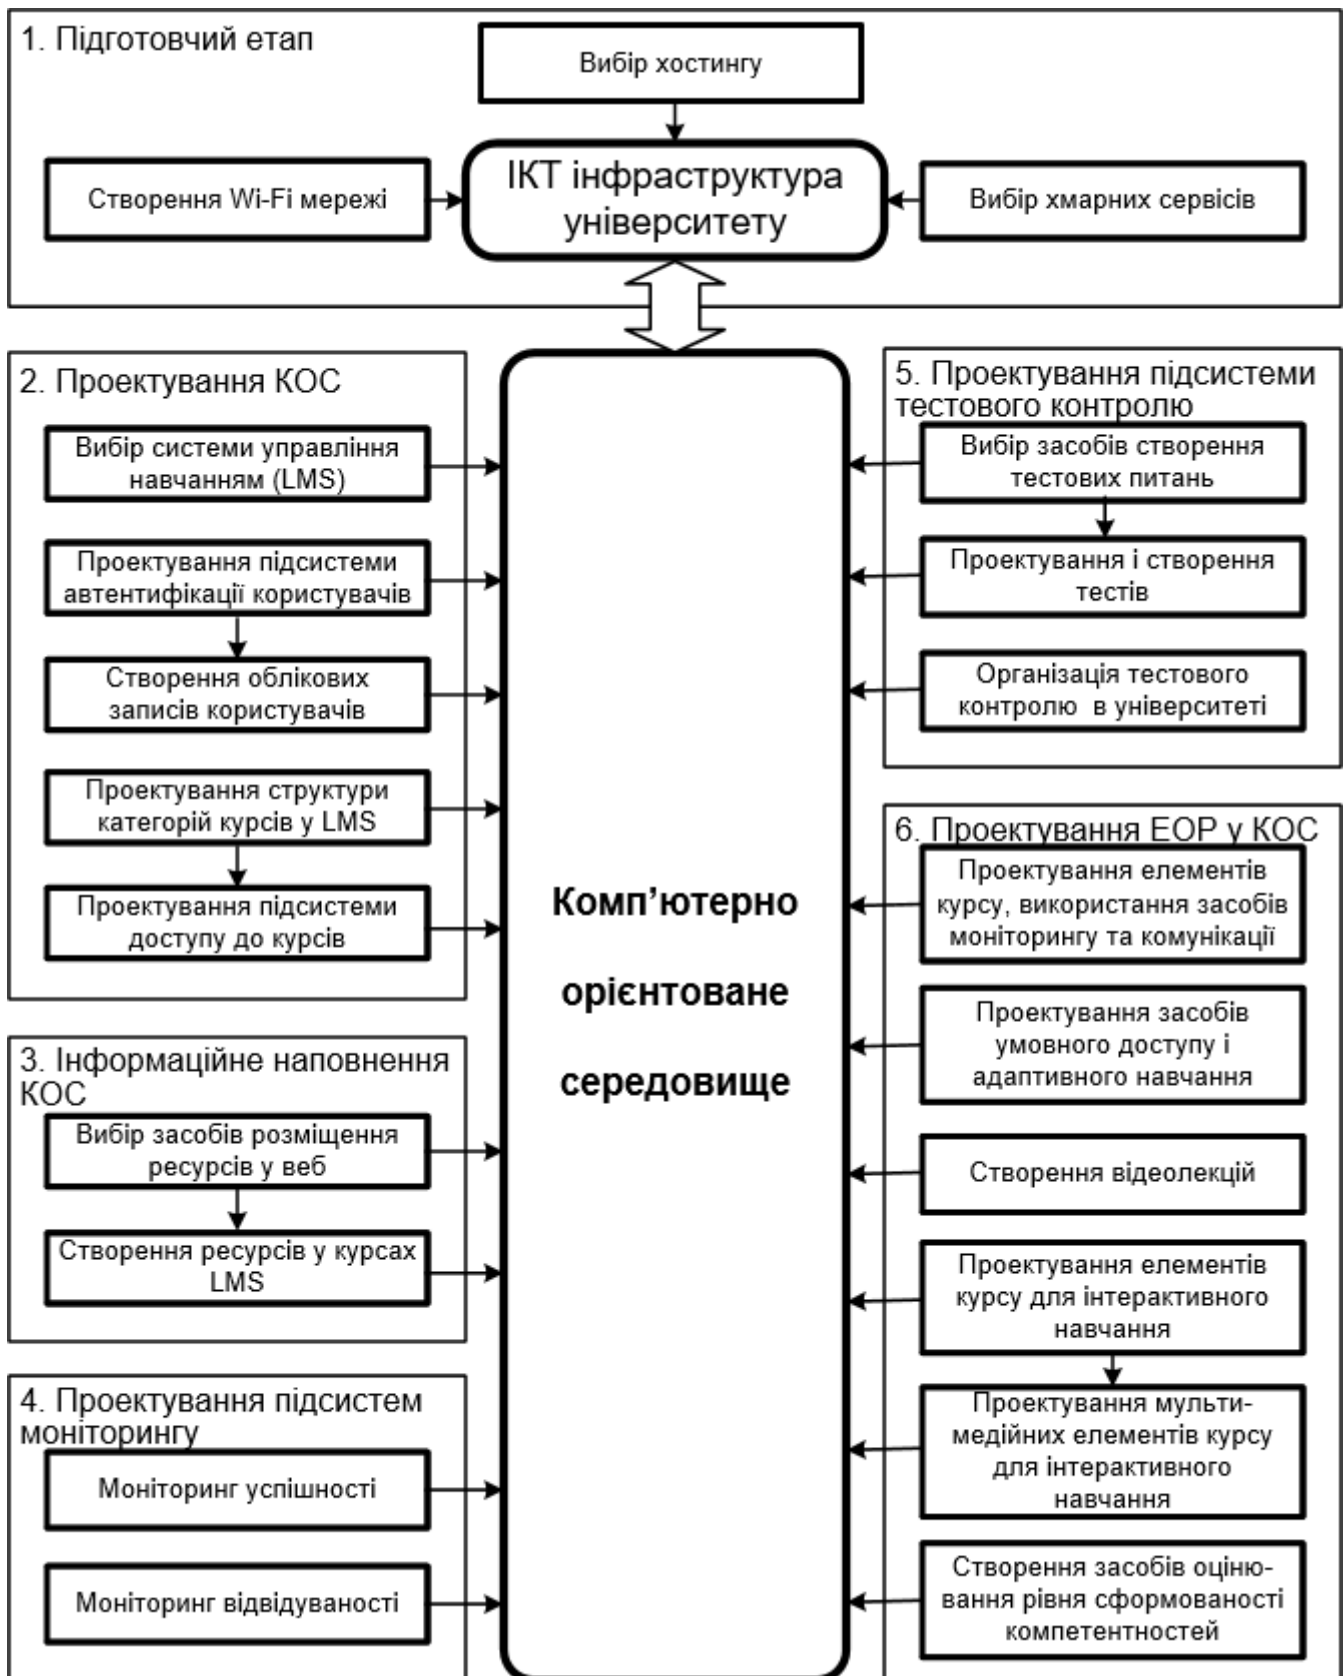 1. Підготовчий етап
Вибір хостингу
Створення Wi-Fi мережі
ІКТ інфраструктура
університету
Вибір хмарних сервісів
2. Проектування КОС
Вибір системи управління
навчанням (LMS)
Проектування підсистеми
автентифікації користувачів
Створення облікових
записів користувачів
Проектування структури
категорій курсів у LMS
Проектування підсистеми
доступу до курсів
3. Інформаційне наповнення
КОС
Вибір засобів розміщення
ресурсів у веб
Створення ресурсів у курсах
LMS
4. Проектування підсистем
моніторингу
Моніторинг успішності
Моніторинг відвідуваності
Комп’ютерно
орієнтоване
середовище
5. Проектування підсистеми
тестового контролю
Вибір засобів створення
тестових питань
Проектування і створення
тестів
Організація тестового
контролю в університеті
6. Проектування ЕОР у КОС
Проектування елементів
курсу, використання засобів
моніторингу та комунікації
Проектування засобів
умовного доступу і
адаптивного навчання
Створення відеолекцій
Проектування елементів
курсу для інтерактивного
навчання
Проектування мульти-
медійних елементів курсу
для інтерактивного
навчання
Створення засобів оціню-
вання рівня сформованості
компетентностей